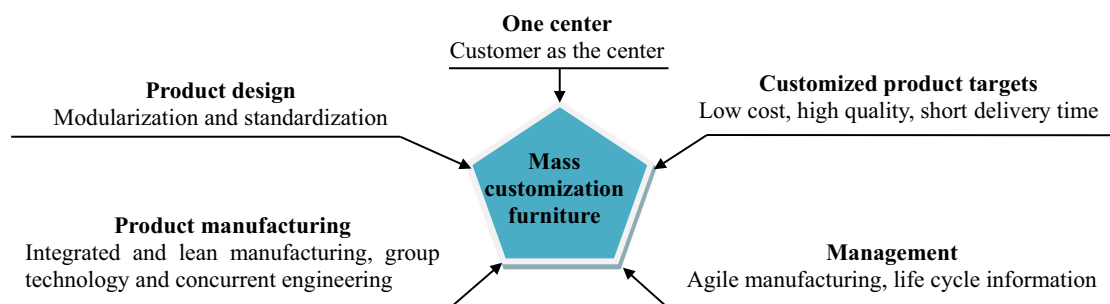 One center
Customer as the center
Product design
Modularization and standardization
Customized product targets
Low cost, high quality, short delivery time
Mass
customization
furniture
Product manufacturing
Integrated and lean manufacturing, group
technology and concurrent engineering
Management
Agile manufacturing, life cycle information